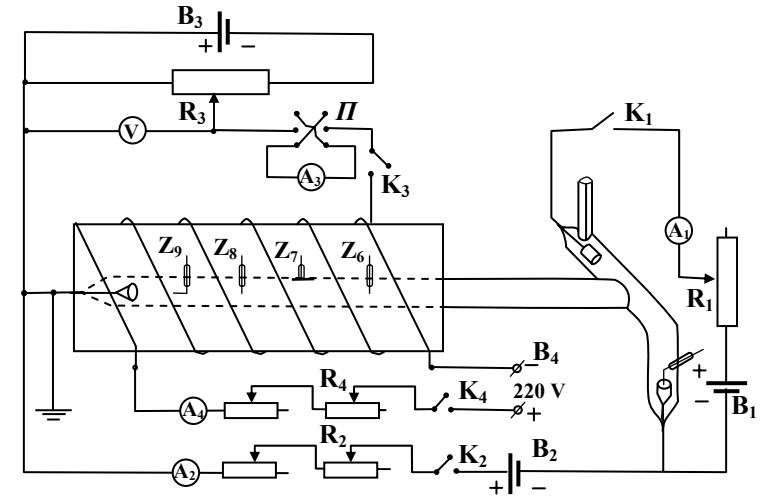 B₃
+ −
R₃
V
П
A₃
K₃
K₁
A₁
R₁
Z₉ Z₈ Z₇ Z₆
− B₄
220 V
+
R₄
K₄
A₄
R₂
K₂
B₂
A₂
+ −
+
−
B₁